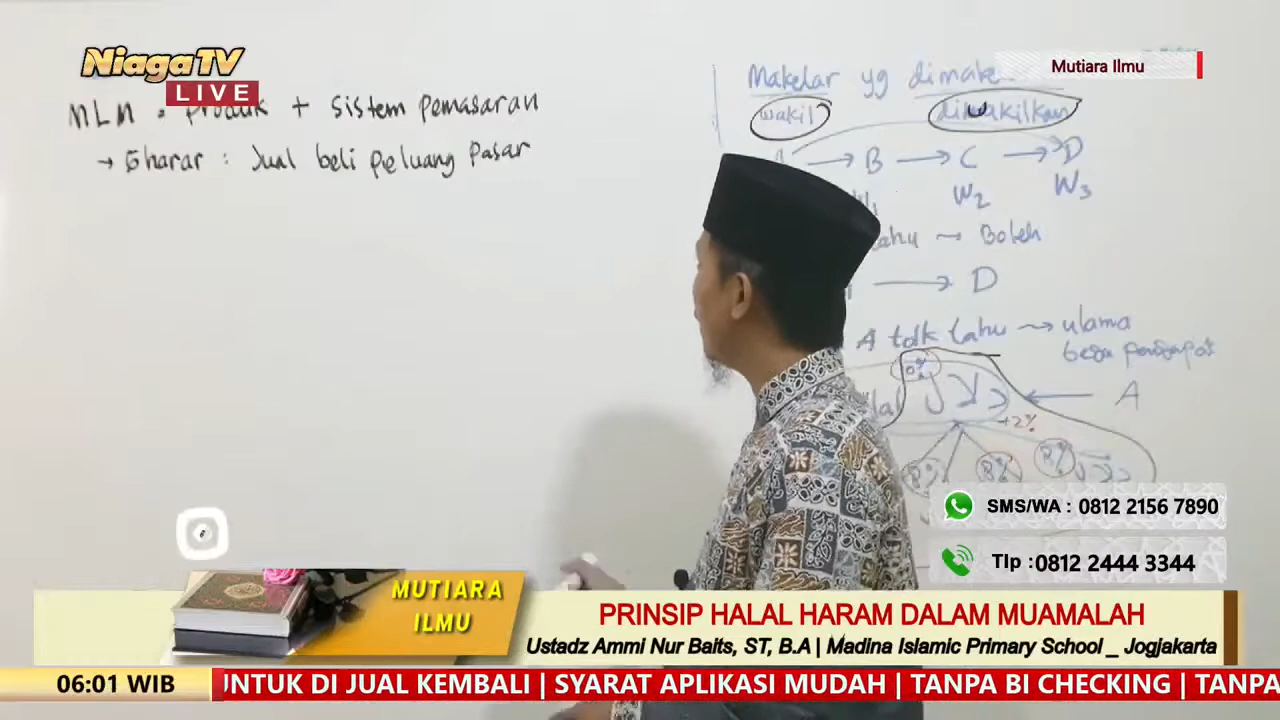 NiagaTV
LIVE
MLM = Produk + Sistem Pemasaran
→ Gharar : Jual beli peluang pasar
Mutiara Ilmu
Makelar yg
wakil
diwakilkan
→ B → C → D
W2 W3
tahu → Boleh
→ D
A tdk tahu → ulama
beda pendapat
A
+2%
SMS/WA : 0812 2156 7890
Tlp : 0812 2444 3344
MUTIARA
ILMU
PRINSIP HALAL HARAM DALAM MUAMALAH
Ustadz Ammi Nur Baits, ST, B.A | Madina Islamic Primary School _ Jogjakarta
06:01 WIB
UNTUK DI JUAL KEMBALI | SYARAT APLIKASI MUDAH | TANPA BI CHECKING | TANPA